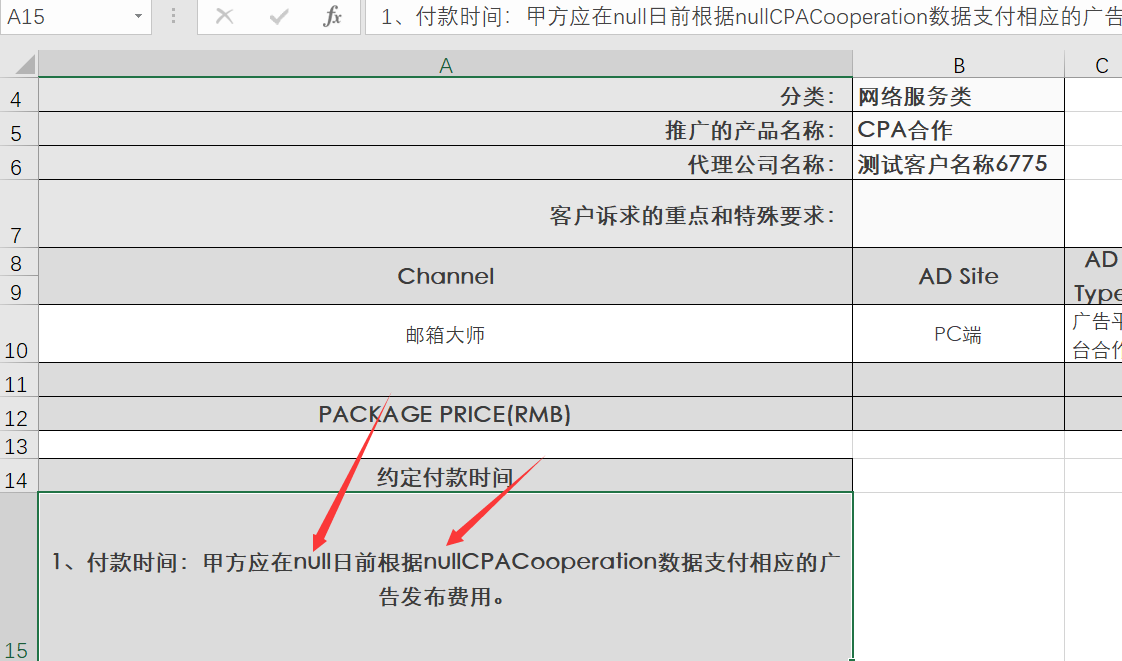 A15 fx 1、付款时间：甲方应在null日前根据nullCPACooperation数据支付相应的广告
A B C
4 分类： 网络服务类
5 推广的产品名称： CPA合作
6 代理公司名称： 测试客户名称6775
7 客户诉求的重点和特殊要求：
8 Channel AD Site AD
9 Type
10 邮箱大师 PC端 广告平
台合作
11
12 PACKAGE PRICE(RMB)
13
14 约定付款时间
15 1、付款时间：甲方应在null日前根据nullCPACooperation数据支付相应的广
告发布费用。